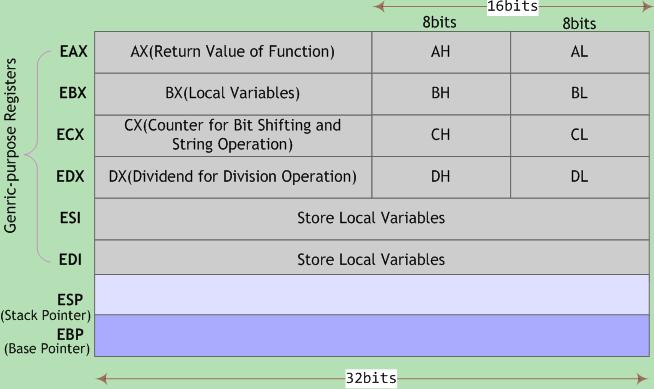 16bits
8bits
8bits
Genric-purpose Registers
EAX
AX(Return Value of Function)
AH
AL
EBX
BX(Local Variables)
BH
BL
ECX
CX(Counter for Bit Shifting and
String Operation)
CH
CL
EDX
DX(Dividend for Division Operation)
DH
DL
ESI
Store Local Variables
EDI
Store Local Variables
ESP
(Stack Pointer)
EBP
(Base Pointer)
32bits